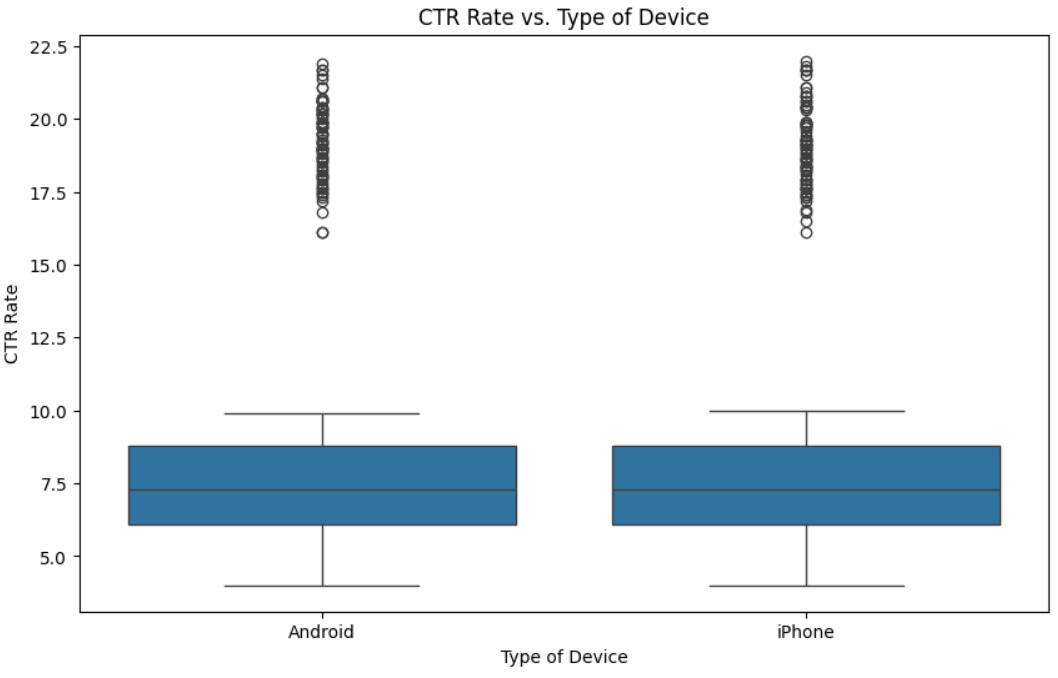 CTR Rate vs. Type of Device
22.5
20.0
17.5
15.0
12.5
10.0
7.5
5.0
CTR Rate
Android
iPhone
Type of Device